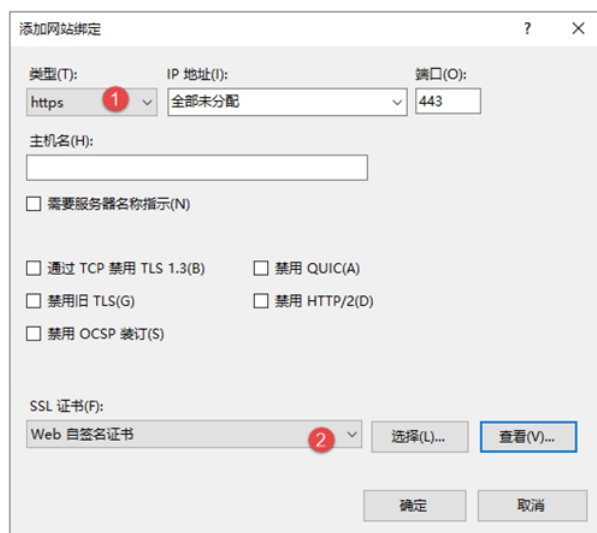 添加网站绑定 ? ×
类型(T): IP 地址(I): 端口(O):
https 1 全部未分配 443
主机名(H):
需要服务器名称指示(N)
通过 TCP 禁用 TLS 1.3(B) 禁用 QUIC(A)
禁用旧 TLS(G) 禁用 HTTP/2(D)
禁用 OCSP 装订(S)
SSL 证书(F):
Web 自签名证书 2 选择(L)... 查看(V)...
确定 取消